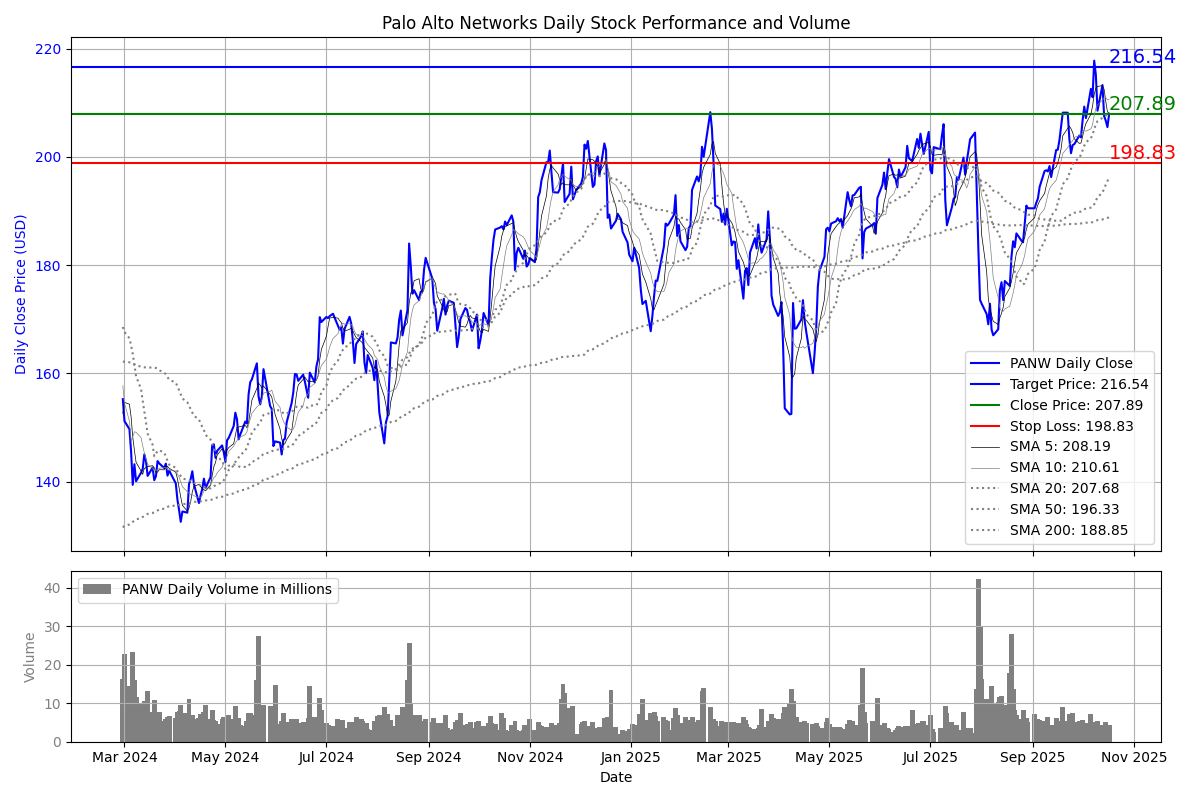 Palo Alto Networks Daily Stock Performance and Volume
Daily Close Price (USD)
220
200
180
160
140
216.54
207.89
198.83
PANW Daily Close
Target Price: 216.54
Close Price: 207.89
Stop Loss: 198.83
SMA 5: 208.19
SMA 10: 210.61
SMA 20: 207.68
SMA 50: 196.33
SMA 200: 188.85
Volume
40
30
20
10
0
PANW Daily Volume in Millions
Mar 2024 May 2024 Jul 2024 Sep 2024 Nov 2024 Jan 2025 Mar 2025 May 2025 Jul 2025 Sep 2025 Nov 2025
Date